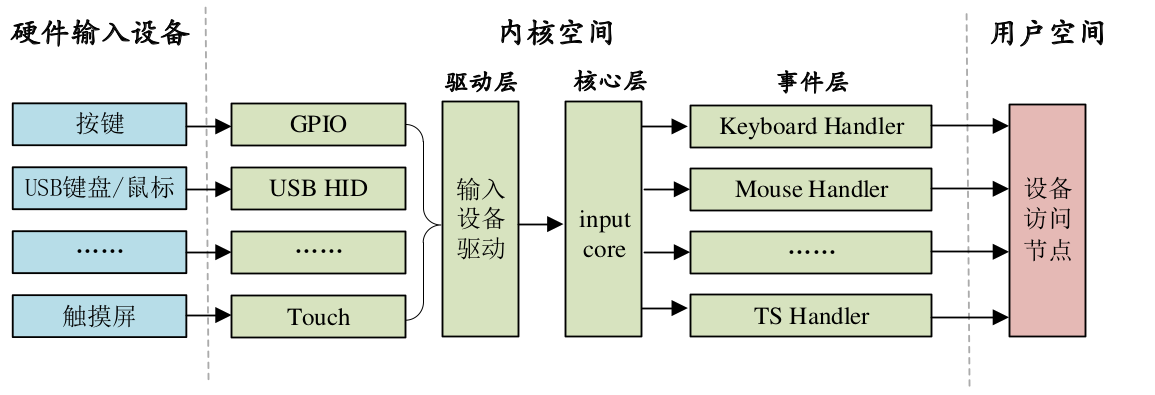 硬件输入设备
内核空间
用户空间
驱动层
核心层
事件层
按键
GPIO
Keyboard Handler
USB键盘/鼠标
USB HID
Mouse Handler
输入
设备
驱动
input
core
设备
访问
节点
……
……
……
触摸屏
Touch
TS Handler